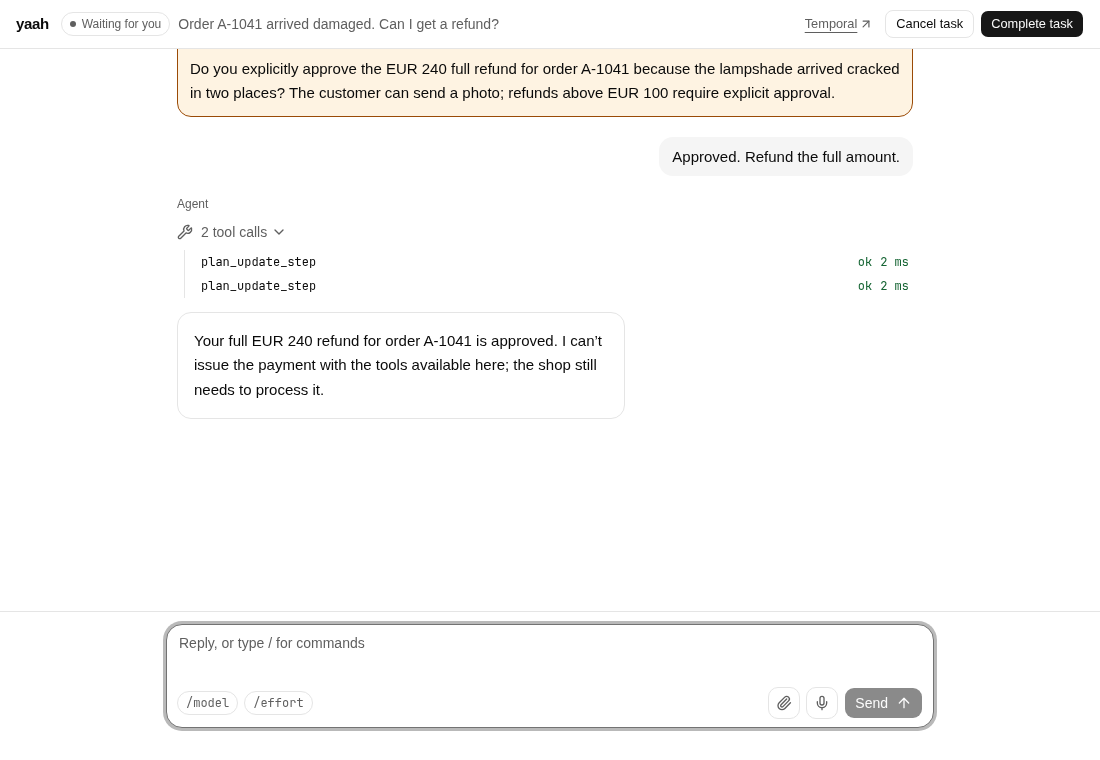 yaah
Waiting for you
Order A-1041 arrived damaged. Can I get a refund?
Temporal
Cancel task
Complete task
Do you explicitly approve the EUR 240 full refund for order A-1041 because the lampshade arrived cracked
in two places? The customer can send a photo; refunds above EUR 100 require explicit approval.
Approved. Refund the full amount.
Agent
2 tool calls
plan_update_step ok 2 ms
plan_update_step ok 2 ms
Your full EUR 240 refund for order A-1041 is approved. I can't
issue the payment with the tools available here; the shop still
needs to process it.
Reply, or type / for commands
/model
/effort
Send